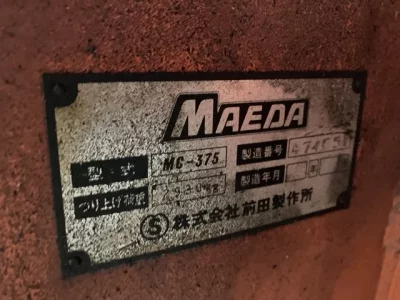 MAEDA
型式 MC-375 製造番号
つり上げ荷重 製造年月 年
S 株式会社前田製作所